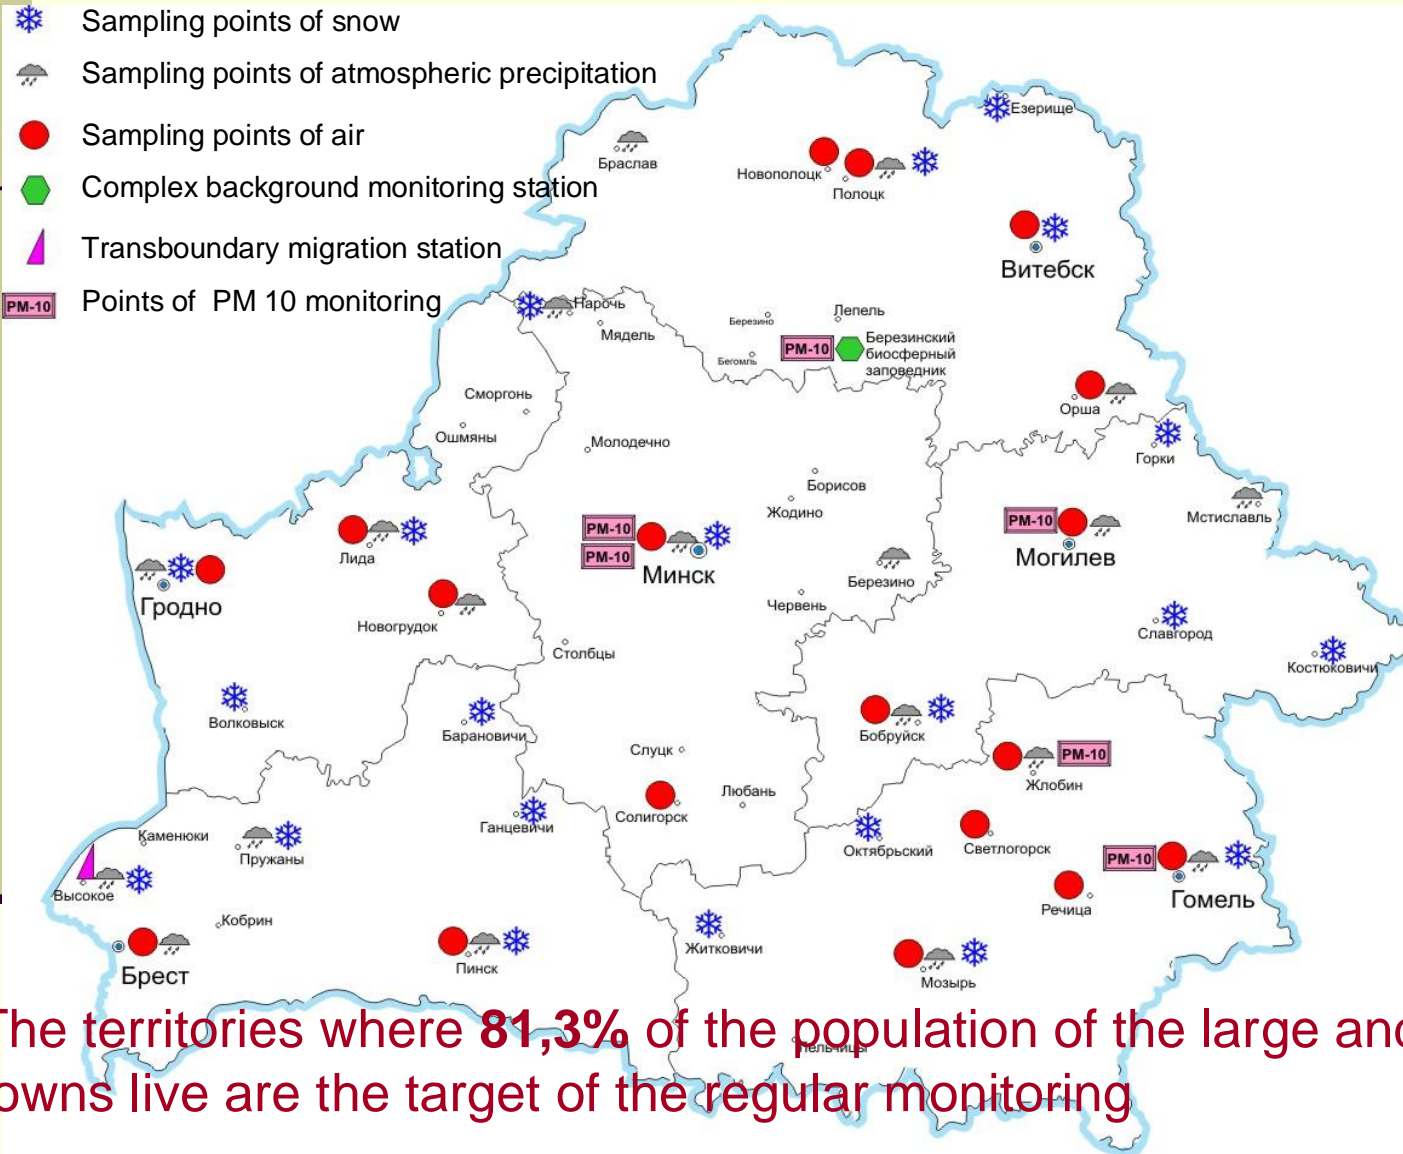 Sampling points of snow
Sampling points of atmospheric precipitation
Sampling points of air
Complex background monitoring station
Transboundary migration station
PM-10 Points of PM 10 monitoring
Езерище
Браслав
Новополоцк
Полоцк
Витебск
Нарочь
Мядель
Березино
Лепель
Бегомль
PM-10
Березинский
биосферный
заповедник
Сморгонь
Ошмяны
Орша
Горки
Молодечно
Борисов
Жодино
Мстиславль
PM-10
PM-10
Минск
PM-10
Могилев
Лида
Гродно
Новогрудок
Березино
Червень
Столбцы
Славгород
Костюковичи
Волковыск
Барановичи
Бобруйск
Слуцк
PM-10
Жлобин
Любань
Солигорск
Ганцевичи
Каменюки
Пружаны
Октябрьский
Светлогорск
PM-10
Гомель
Высокое
Речица
Кобрин
Житковичи
Брест
Пинск
Мозырь
The territories where 81,3% of the population of the large and
owns live are the target of the regular monitoring